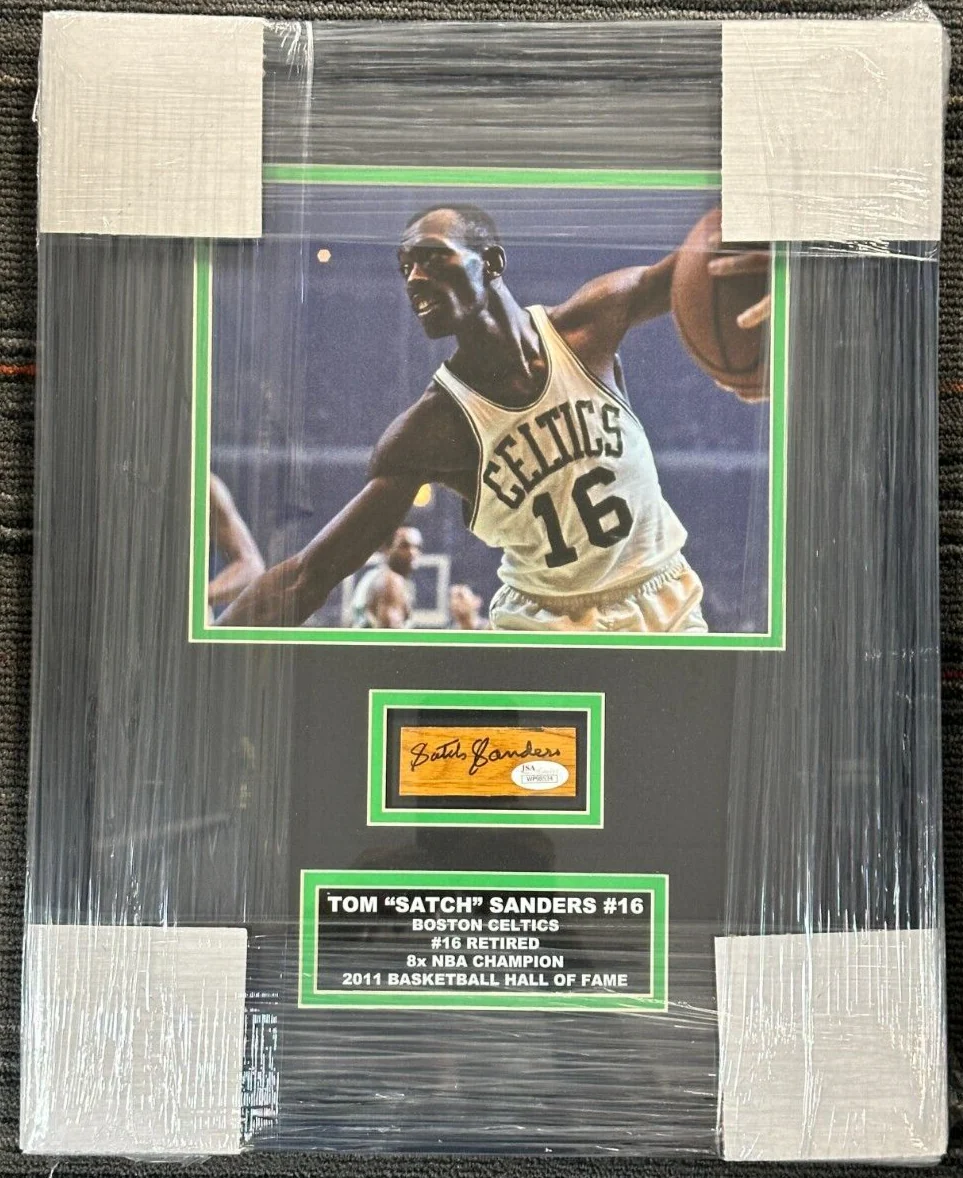 CELTICS
16
Satch Sanders
JSA
TOM “SATCH” SANDERS #16
BOSTON CELTICS
#16 RETIRED
8x NBA CHAMPION
2011 BASKETBALL HALL OF FAME